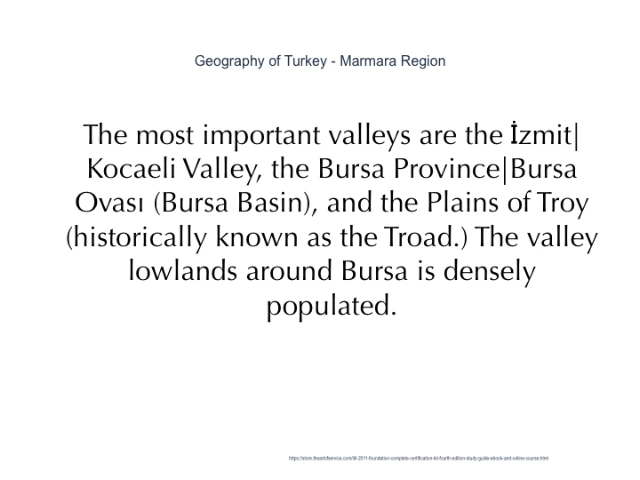 Geography of Turkey - Marmara Region
The most important valleys are the İzmit|
Kocaeli Valley, the Bursa Province|Bursa
Ovası (Bursa Basin), and the Plains of Troy
(historically known as the Troad.) The valley
lowlands around Bursa is densely
populated.